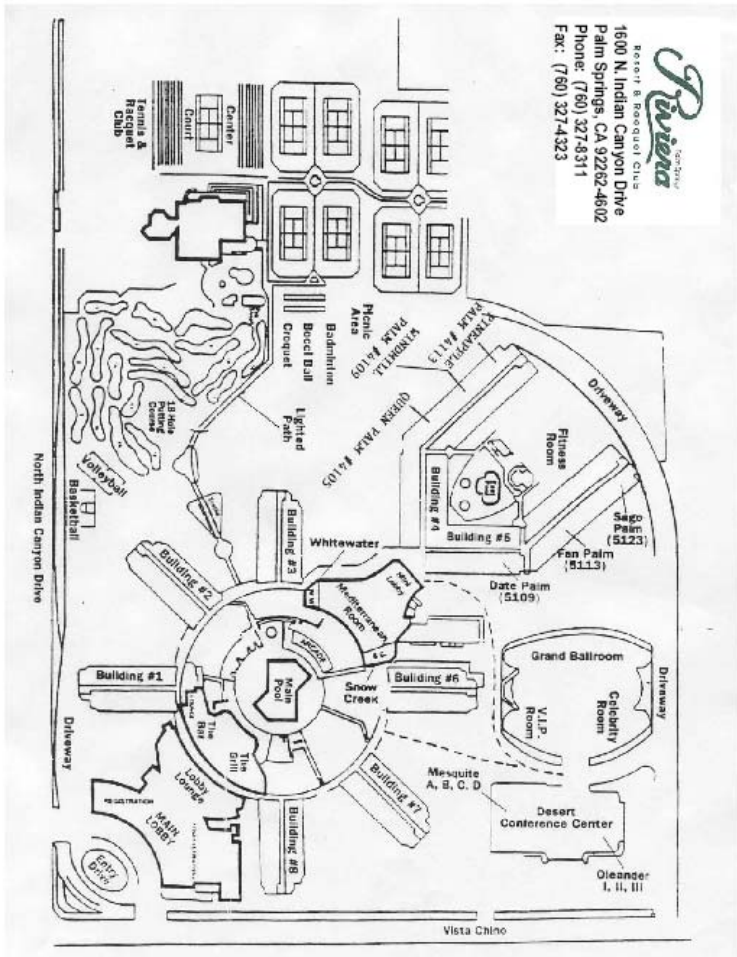 Riviera
Palm Springs
Resort & Racquet Club
1600 N. Indian Canyon Drive
Palm Springs, CA 92262-4602
Phone: (760) 327-8311
Fax: (760) 327-4323
Center
Court
Tennis &
Racquet
Club
Picnic
Area
Badminton
Bocci Ball
Croquet
Lighted
Path
18 Hole
Putting
Course
Volleyball
Basketball
PINEAPPLE
PALM #4113
WINDMILL
PALM #4109
QUEEN PALM #4105
Driveway
Fitness
Room
Building #4
Building #5
Sago
Palm
(5123)
Fan Palm
(5113)
Date Palm
(5109)
North Indian Canyon Drive
Building #3
Whitewater
Building #2
Mediterranean
Room
Lobby
ARCADE
Main
Pool
Snow
Creek
Building #1
Building #6
Grand Ballroom
Celebrity
Room
V.I.P.
Room
Driveway
The
Bar
The
Grill
Lobby
Lounge
REGISTRATION
MAIN
LOBBY
Driveway
Entry
Drive
Building #7
Building #8
Mesquite
A, B, C, D
Desert
Conference Center
Oleander
I, II, III
Vista Chino